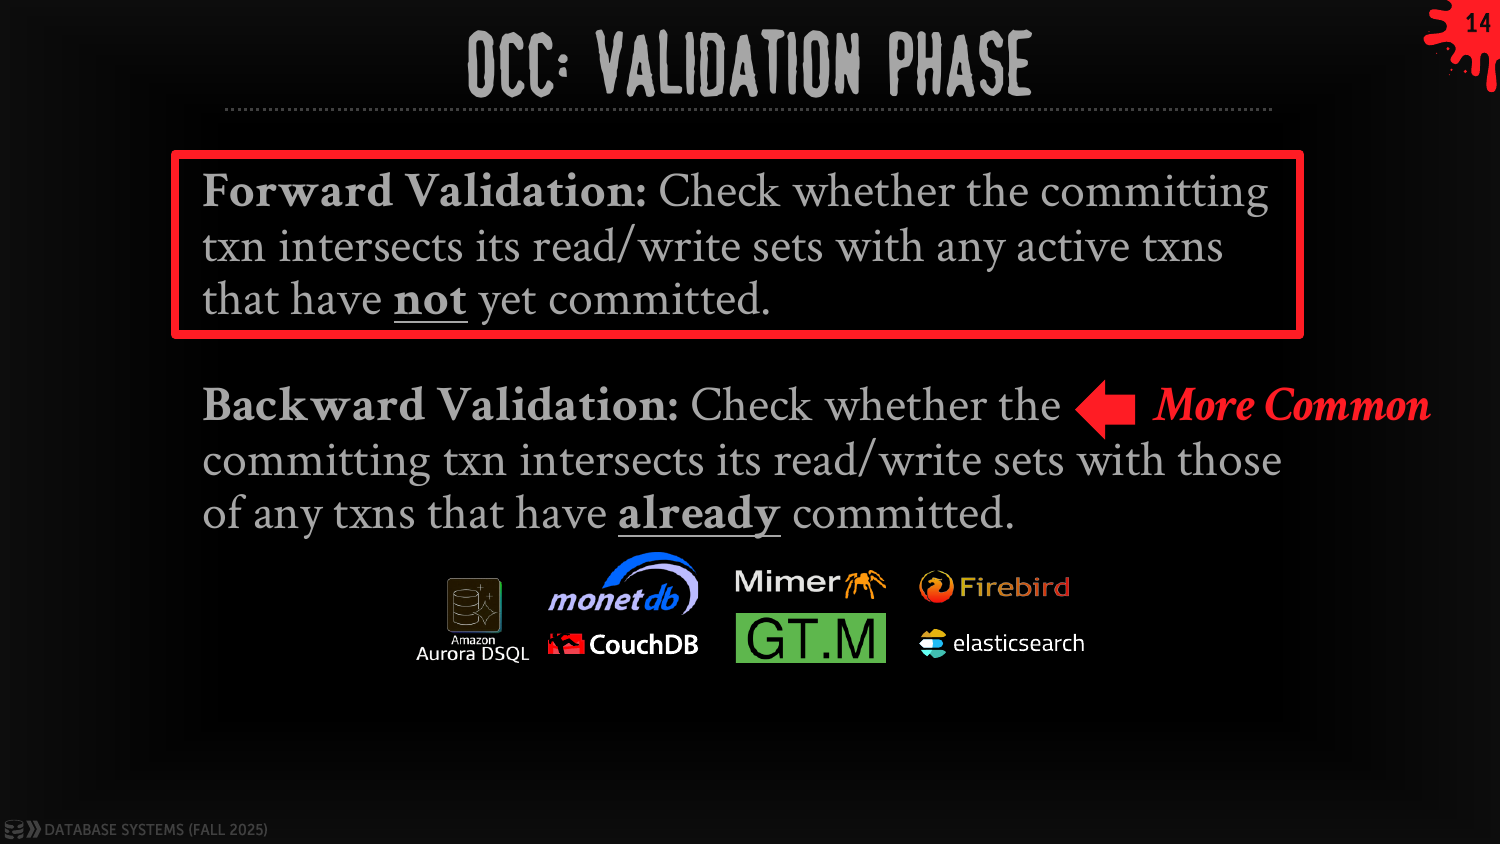 14
OCC: VALIDATION PHASE
Forward Validation: Check whether the committing
txn intersects its read/write sets with any active txns
that have not yet committed.
Backward Validation: Check whether the
More Common
committing txn intersects its read/write sets with those
of any txns that have already committed.
Amazon
Aurora DSQL
monetdb
CouchDB
Mimer
GT.M
Firebird
elasticsearch
DATABASE SYSTEMS (FALL 2025)